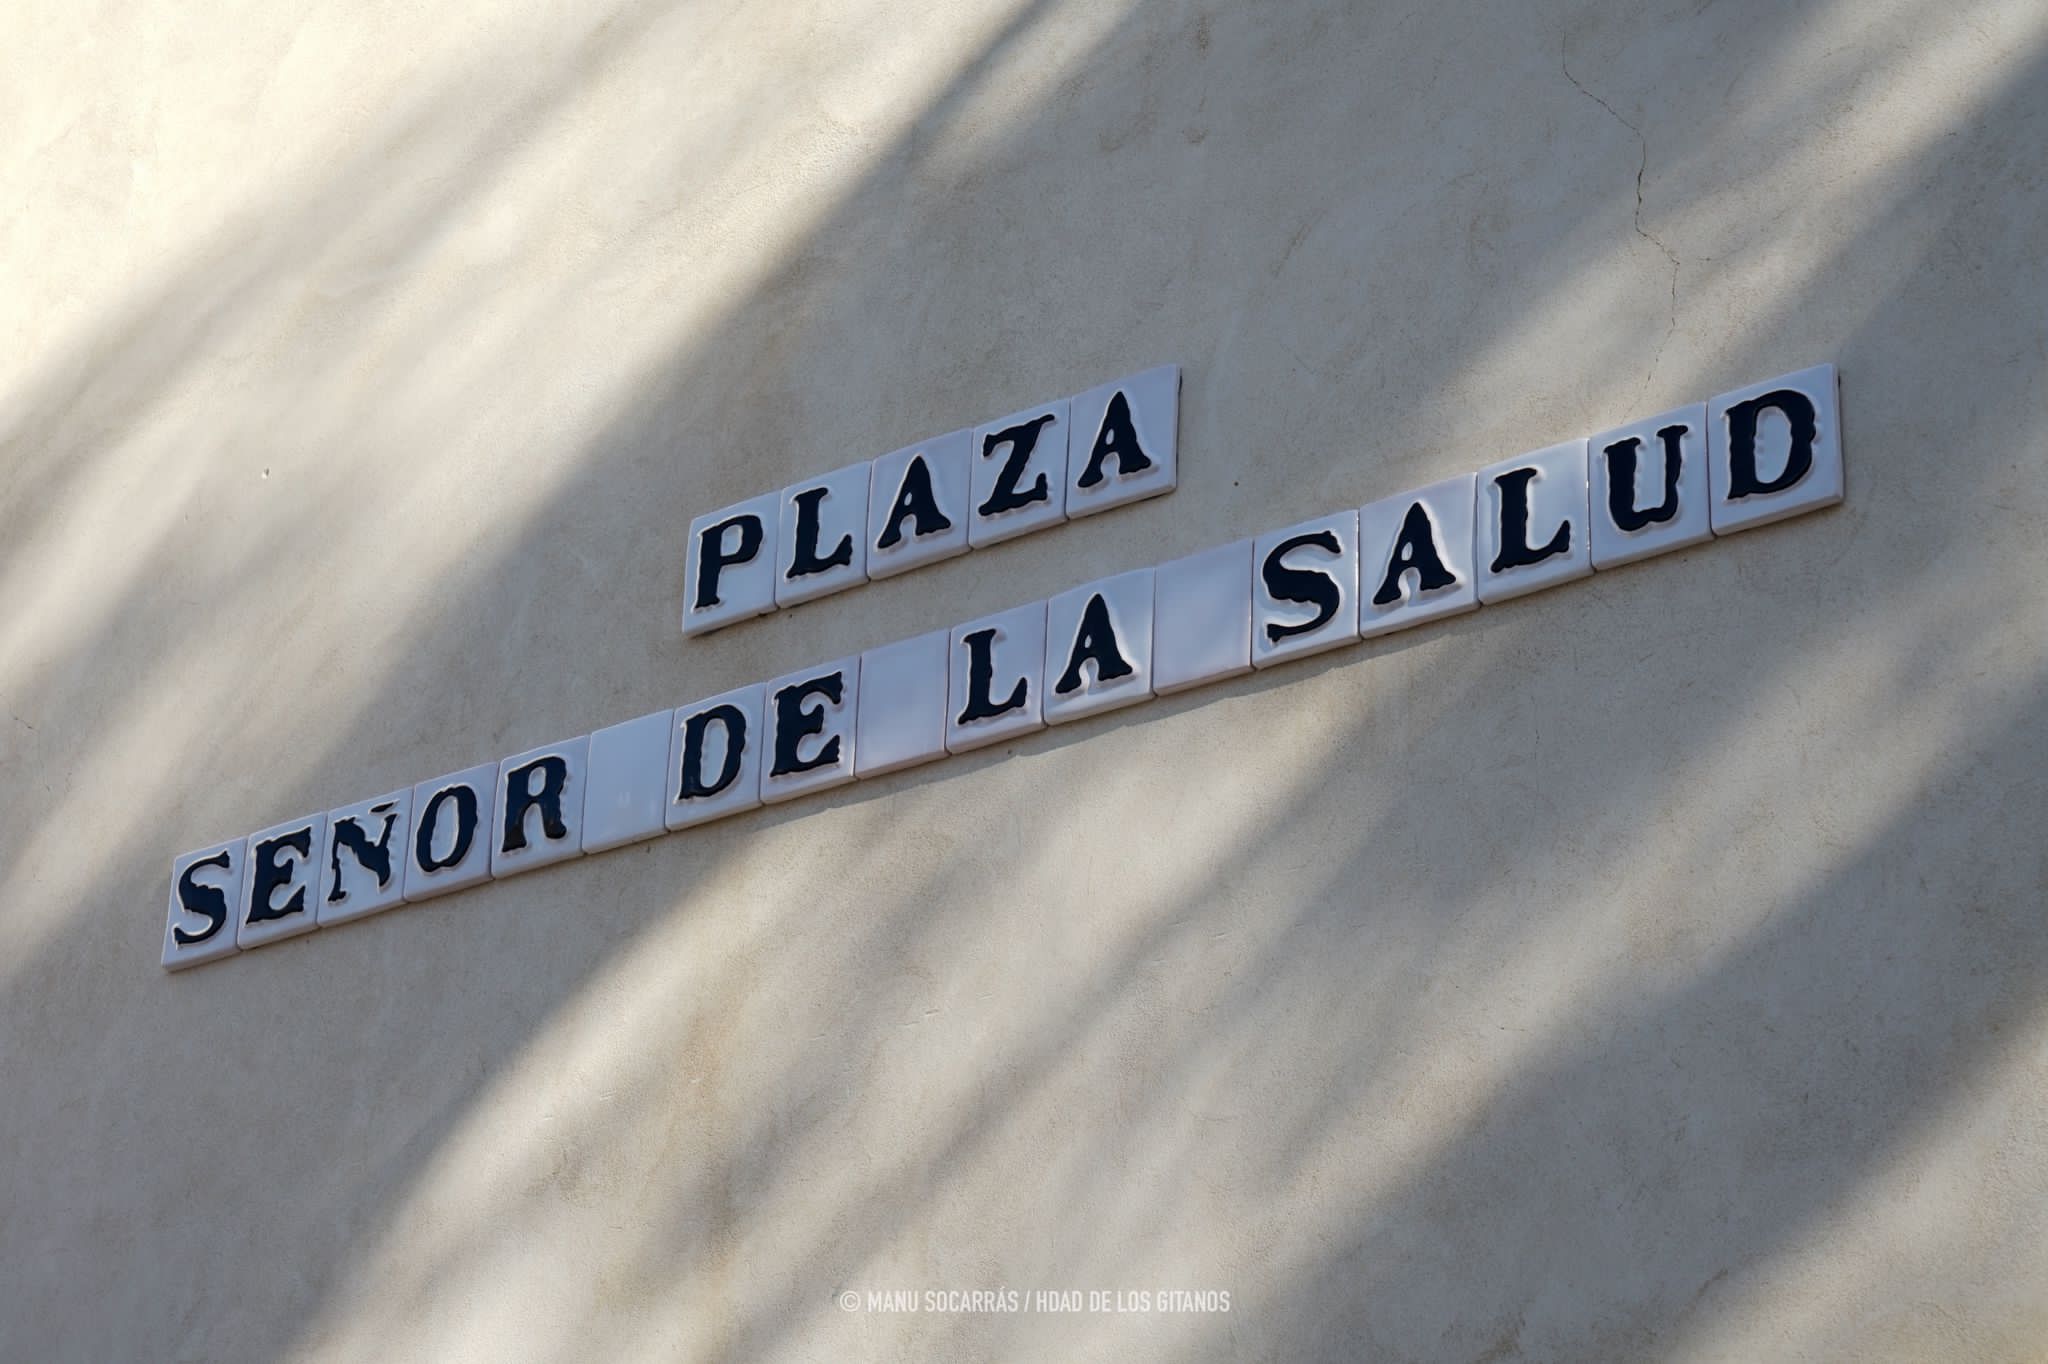 PLAZA
SEÑOR DE LA SALUD
© MANU SOCARRÁS / HDAD DE LOS GITANOS